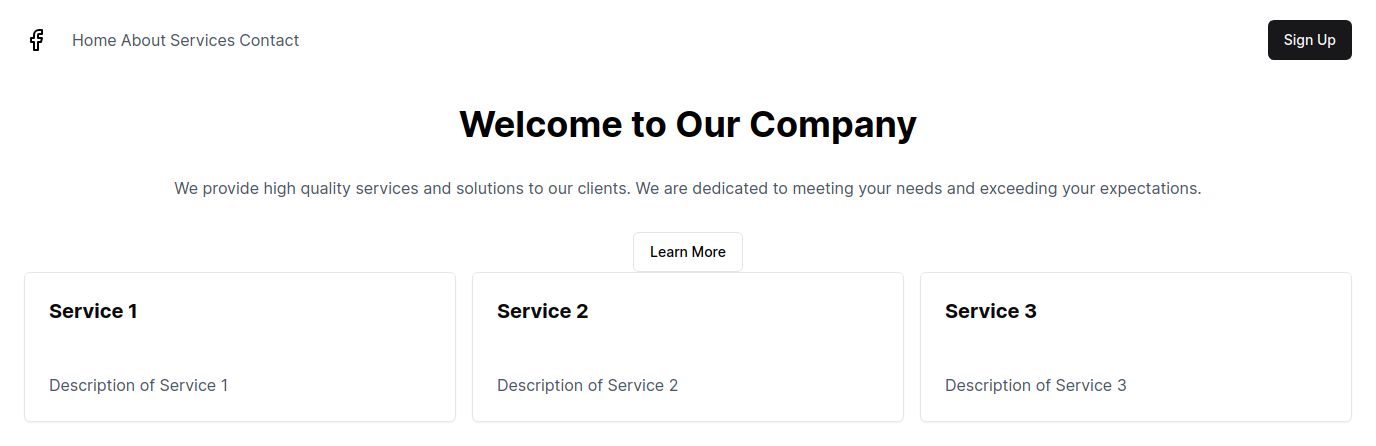 Home About Services Contact
Sign Up
Welcome to Our Company
We provide high quality services and solutions to our clients. We are dedicated to meeting your needs and exceeding your expectations.
Learn More
Service 1
Description of Service 1
Service 2
Description of Service 2
Service 3
Description of Service 3